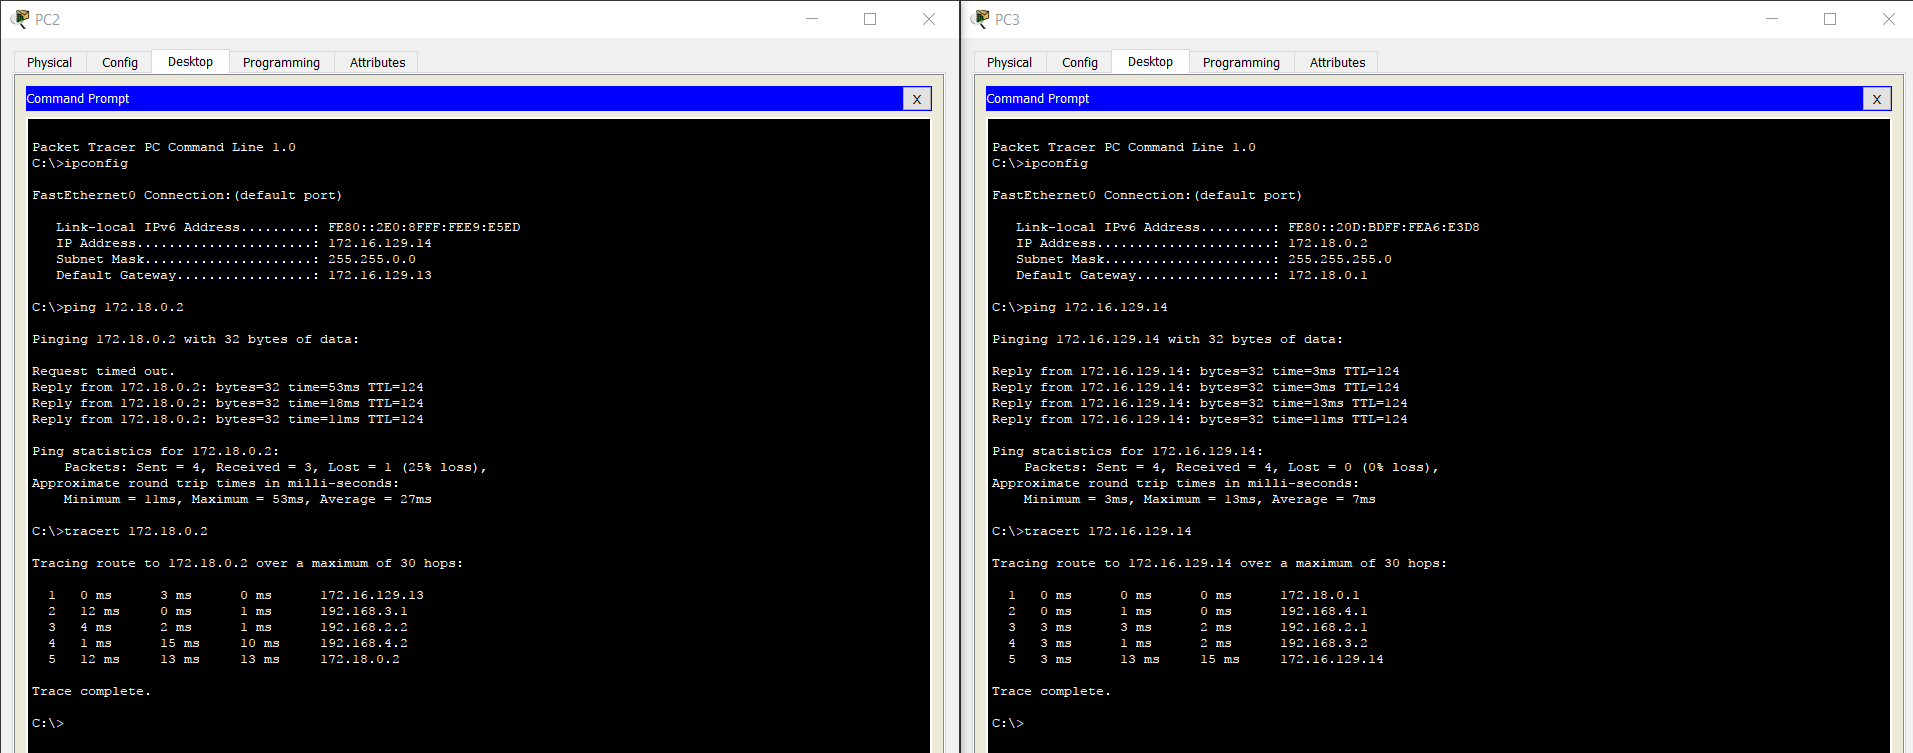 PC2
Physical Config Desktop Programming Attributes
Command Prompt X
Packet Tracer PC Command Line 1.0
C:\>ipconfig
FastEthernet0 Connection:(default port)
Link-local IPv6 Address.........: FE80::2E0:8FFF:FEE9:E5ED
IP Address......................: 172.16.129.14
Subnet Mask.....................: 255.255.0.0
Default Gateway.................: 172.16.129.13
C:\>ping 172.18.0.2
Pinging 172.18.0.2 with 32 bytes of data:
Request timed out.
Reply from 172.18.0.2: bytes=32 time=53ms TTL=124
Reply from 172.18.0.2: bytes=32 time=18ms TTL=124
Reply from 172.18.0.2: bytes=32 time=11ms TTL=124
Ping statistics for 172.18.0.2:
Packets: Sent = 4, Received = 3, Lost = 1 (25% loss),
Approximate round trip times in milli-seconds:
Minimum = 11ms, Maximum = 53ms, Average = 27ms
C:\>tracert 172.18.0.2
Tracing route to 172.18.0.2 over a maximum of 30 hops:
1 0 ms 3 ms 0 ms 172.16.129.13
2 12 ms 0 ms 1 ms 192.168.3.1
3 4 ms 2 ms 1 ms 192.168.2.2
4 1 ms 15 ms 10 ms 192.168.4.2
5 12 ms 13 ms 13 ms 172.18.0.2
Trace complete.
C:\>
PC3
Physical Config Desktop Programming Attributes
Command Prompt X
Packet Tracer PC Command Line 1.0
C:\>ipconfig
FastEthernet0 Connection:(default port)
Link-local IPv6 Address.........: FE80::20D:BDFF:FEA6:E3D8
IP Address......................: 172.18.0.2
Subnet Mask.....................: 255.255.255.0
Default Gateway.................: 172.18.0.1
C:\>ping 172.16.129.14
Pinging 172.16.129.14 with 32 bytes of data:
Reply from 172.16.129.14: bytes=32 time=3ms TTL=124
Reply from 172.16.129.14: bytes=32 time=3ms TTL=124
Reply from 172.16.129.14: bytes=32 time=13ms TTL=124
Reply from 172.16.129.14: bytes=32 time=11ms TTL=124
Ping statistics for 172.16.129.14:
Packets: Sent = 4, Received = 4, Lost = 0 (0% loss),
Approximate round trip times in milli-seconds:
Minimum = 3ms, Maximum = 13ms, Average = 7ms
C:\>tracert 172.16.129.14
Tracing route to 172.16.129.14 over a maximum of 30 hops:
1 0 ms 0 ms 0 ms 172.18.0.1
2 0 ms 1 ms 0 ms 192.168.4.1
3 3 ms 3 ms 2 ms 192.168.2.1
4 3 ms 1 ms 2 ms 192.168.3.2
5 3 ms 13 ms 15 ms 172.16.129.14
Trace complete.
C:\>